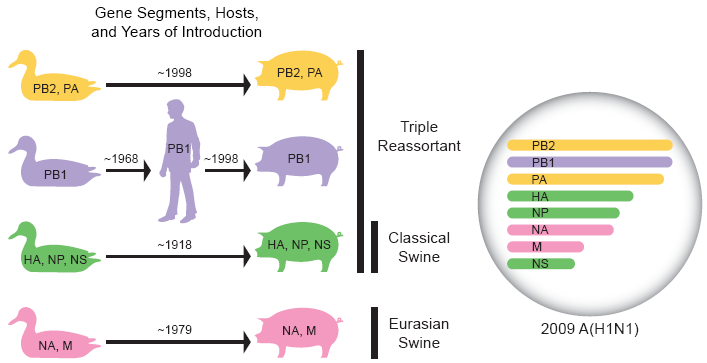 Gene Segments, Hosts,
and Years of Introduction
PB2, PA
~1998
PB2, PA
PB1
~1968
PB1
~1998
PB1
HA, NP, NS
~1918
HA, NP, NS
NA, M
~1979
NA, M
Triple
Reassortant
Classical
Swine
Eurasian
Swine
PB2
PB1
PA
HA
NP
NA
M
NS
2009 A(H1N1)